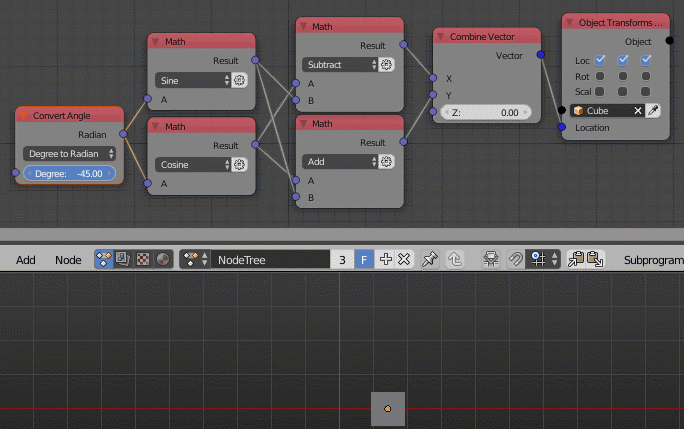 Convert Angle
Radian
Degree to Radian
Degree: -45.00
Math
Result
Sine
A
Math
Result
Cosine
A
Math
Result
Subtract
A
B
Math
Result
Add
A
B
Combine Vector
Vector
X
Y
Z: 0.00
Object Transforms ...
Object
Loc
Rot
Scal
Cube
Location
Add Node NodeTree 3 F Subprogram